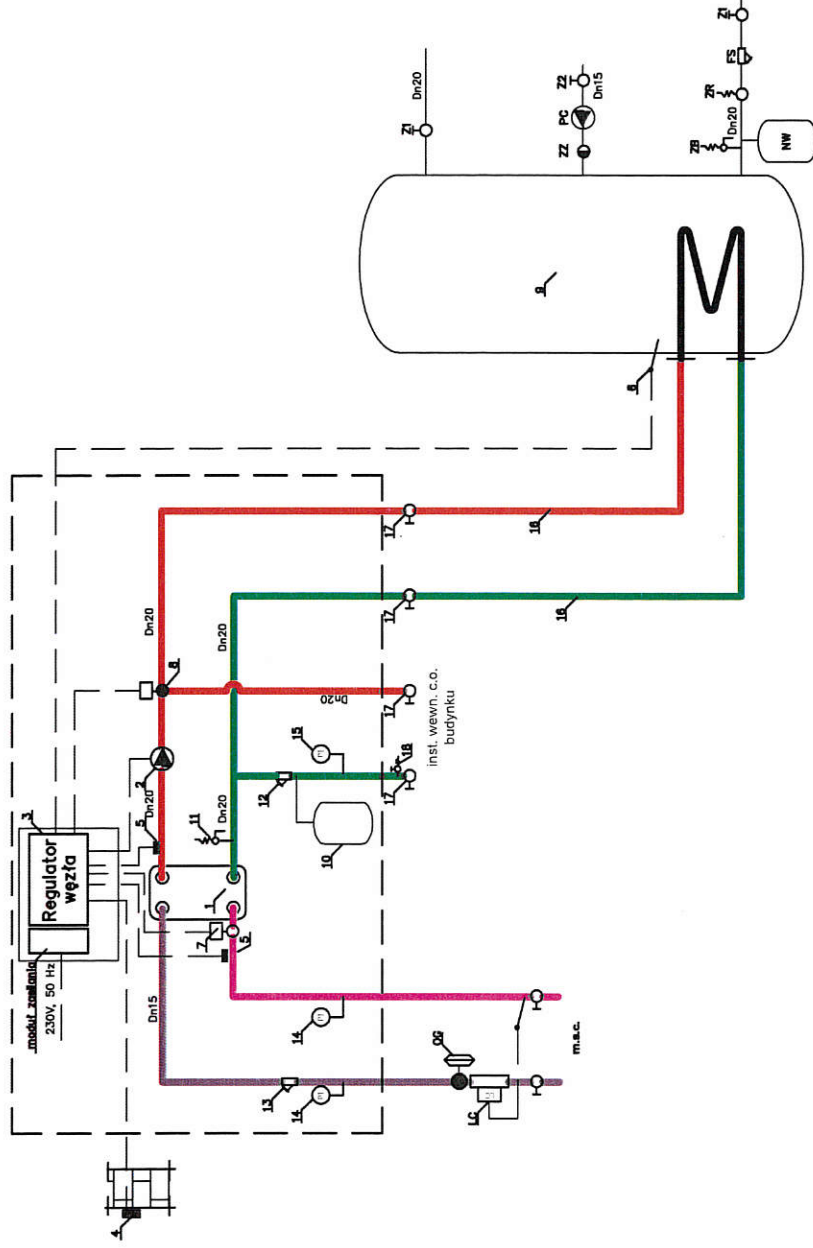 Regulator
węzła
3
moduł zasilania
230V, 50 Hz
4
5
Dn20
2
8
Dn20
Dn20
Dn20
11
Dn20
1
7
5
Dn15
12
10
15
18
17
17
17
17
inst. wewn. c.o.
budynku
16
16
13
14
14
OG
LC
m.s.c.
6
9
Z1
Dn20
ZZ
PC
Z2
Dn15
ZB
Dn20
NW
ZR
FS
Z1